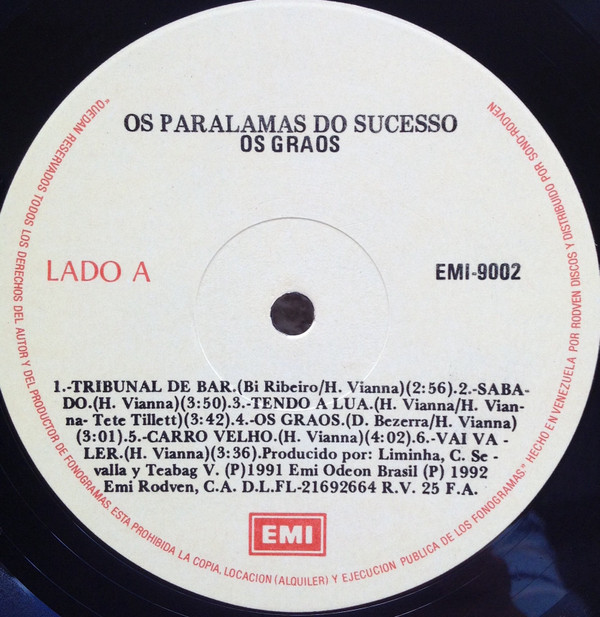 OS PARALAMAS DO SUCESSO
OS GRAOS
LADO A
EMI-9002
1.-TRIBUNAL DE BAR.(Bi Ribeiro/H. Vianna)(2:56).2.-SABA-
DO.(H. Vianna)(3:50).3.-TENDO A LUA.(H. Vianna/H. Vian-
na- Tete Tillett)(3:42).4.-OS GRAOS.(D. Bezerra/H. Vianna)
(3:01).5.-CARRO VELHO.(H. Vianna)(4:02).6.-VAI VA-
LER.(H. Vianna)(3:36).Producido por: Liminha, C. Se-
valla y Teabag V. (P)1991 Emi Odeon Brasil (P) 1992
Emi Rodven, C.A. D.L.FL-21692664 R.V. 25 F.A.
EMI
"QUEDAN RESERVADOS TODOS LOS DERECHOS DEL AUTOR Y DEL PRODUCTOR DE FONOGRAMAS. ESTA PROHIBIDA LA COPIA, LOCACION (ALQUILER) Y EJECUCION PUBLICA DE LOS FONOGRAMAS." HECHO EN VENEZUELA POR RODVEN DISCOS Y DISTRIBUIDO POR SONO-RODVEN